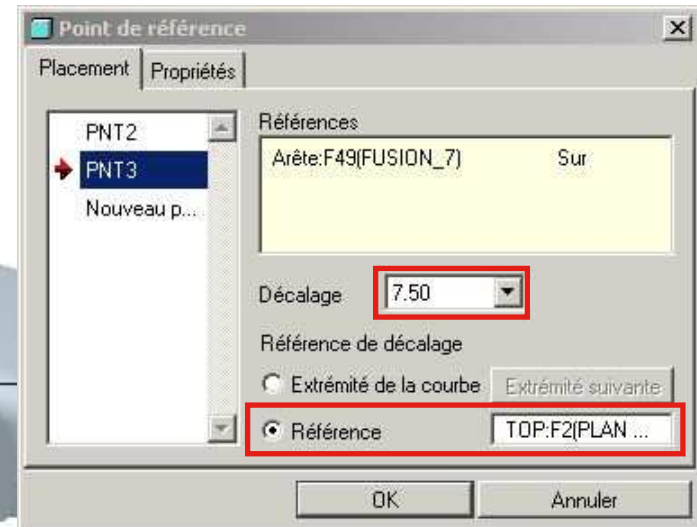 Point de référence
Placement Propriétés
PNT2
PNT3
Nouveau p...
Références
Arête:F49(FUSION_7) Sur
Décalage 7.50
Référence de décalage
Extrémité de la courbe Extrémité suivante
Référence TOP:F2(PLAN ...
OK Annuler